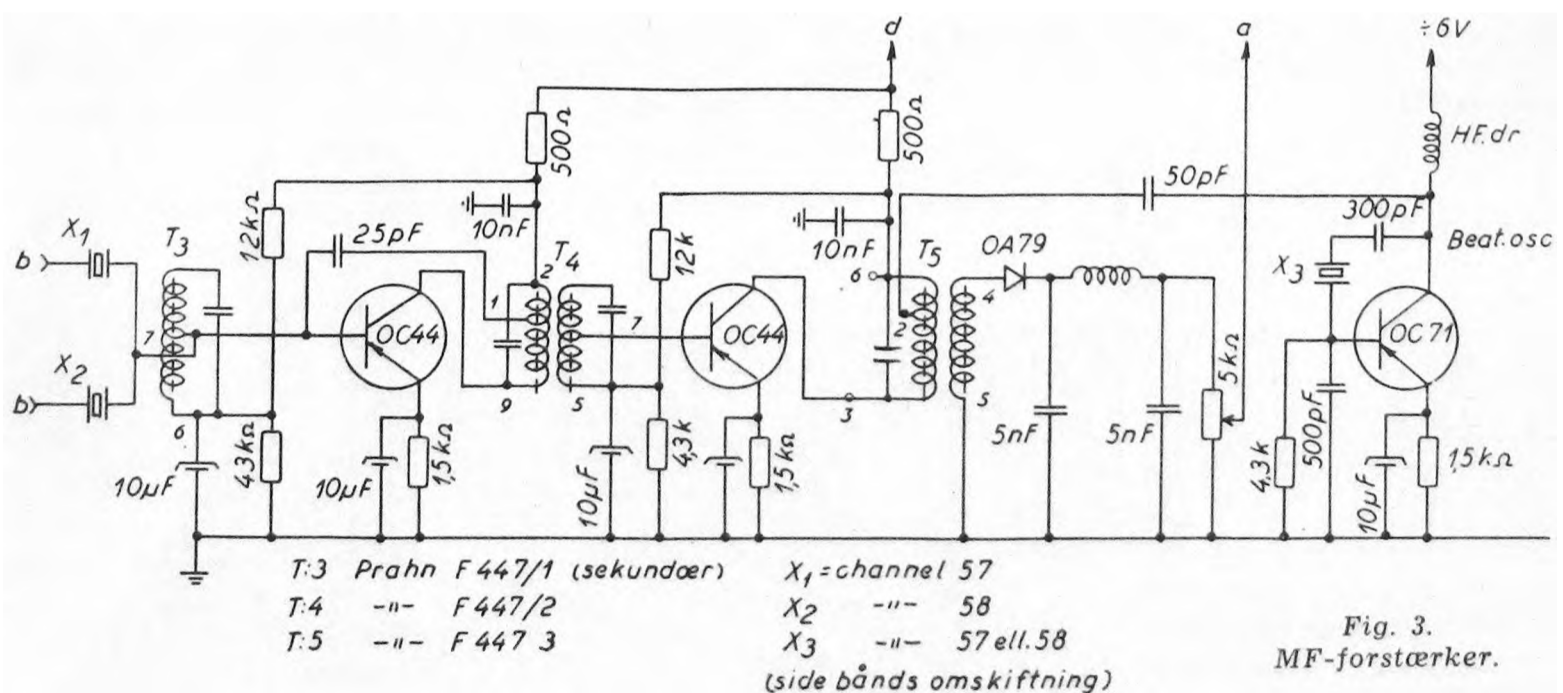 d
a
÷6V
500Ω
500Ω
HF.dr
50pF
300pF
Beat.osc
X1
T3
12kΩ
25pF
10nF
12k
10nF
OA79
X3
b
7
2
T4
1
7
6
T5
4
2
OC44
OC44
OC71
X2
b
9
5
3
5
5kΩ
6
4,3kΩ
10µF
10µF
1,5kΩ
10µF
4,3k
1,5kΩ
5nF
5nF
4,3k
500pF
10µF
1,5kΩ
T:3 Prahn F 447/1 (sekundær)
T:4 -"- F 447/2
T:5 -"- F 447 3
X1 = channel 57
X2 -"- 58
X3 -"- 57 ell. 58
(side bånds omskiftning)
Fig. 3.
MF-forstærker.